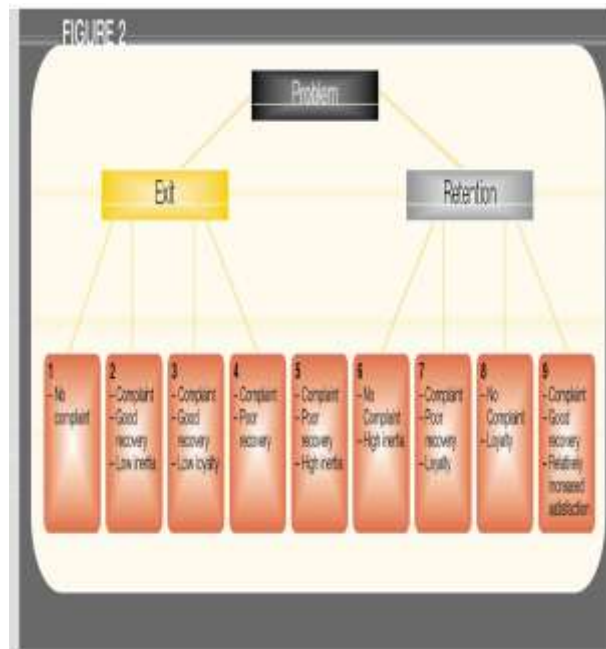 FIGURE 2
Problem
Exit
Retention
1
– No
complaint
2
– Complaint
– Good
recovery
– Low inertia
3
– Complaint
– Good
recovery
– Low loyalty
4
– Complaint
– Poor
recovery
5
– Complaint
– Poor
recovery
– High inertia
6
– No
Complaint
– High inertia
7
– Complaint
– Poor
recovery
– Loyalty
8
– No
Complaint
– Loyalty
9
– Complaint
– Good
recovery
– Relatively
increased
satisfaction